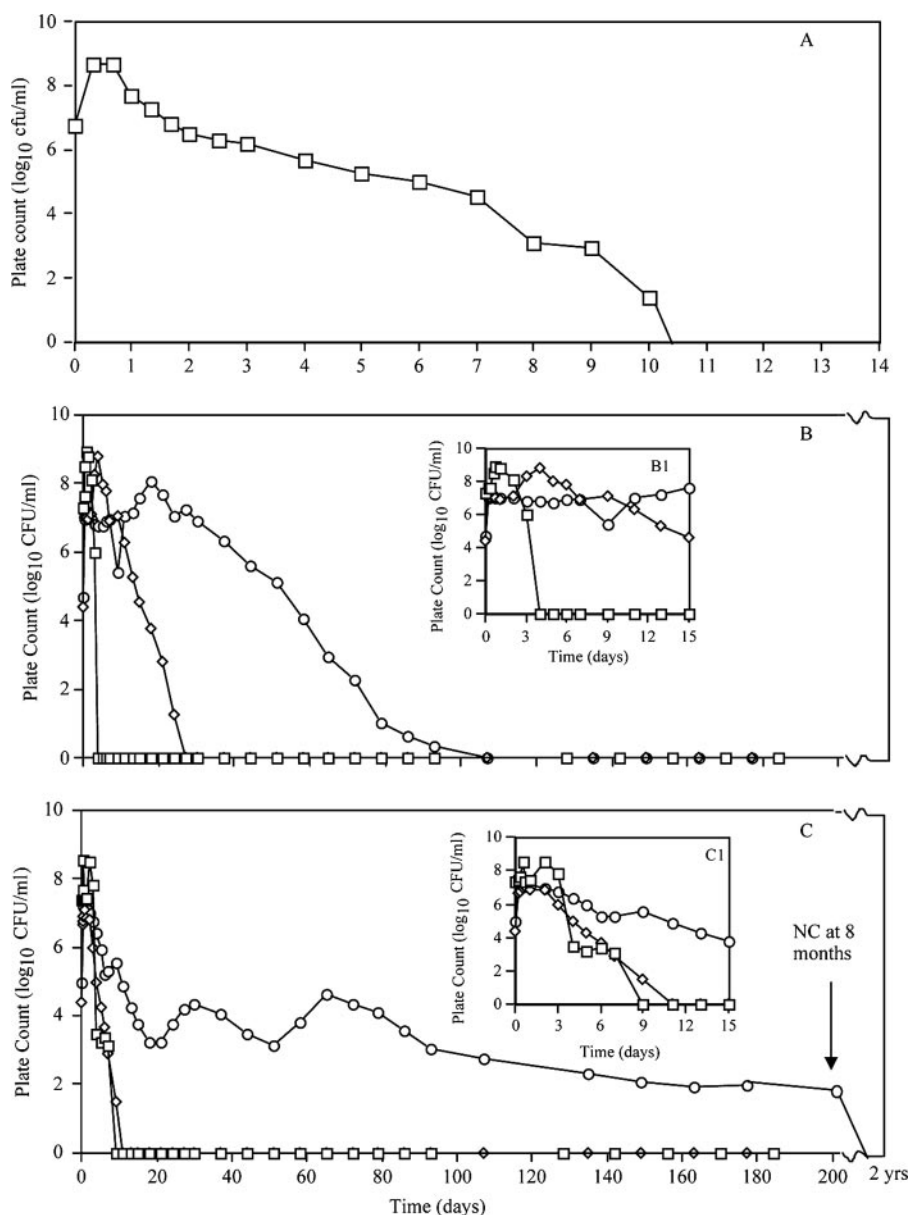 10
8
6
4
2
0
Plate count (log10 cfu/ml)
A
0 1 2 3 4 5 6 7 8 9 10 11 12 13 14
10
8
6
4
2
0
Plate Count (log10 CFU/ml)
B
10
8
6
4
2
0
Plate Count (log10 CFU/ml)
B1
0 3 6 9 11 13 15
Time (days)
10
8
6
4
2
0
Plate Count (log10 CFU/ml)
C
10
8
6
4
2
0
Plate Count (log10 CFU/ml)
C1
0 3 6 9 12 15
Time (days)
NC at 8
months
0 20 40 60 80 100 120 140 160 180 200 2 yrs
Time (days)